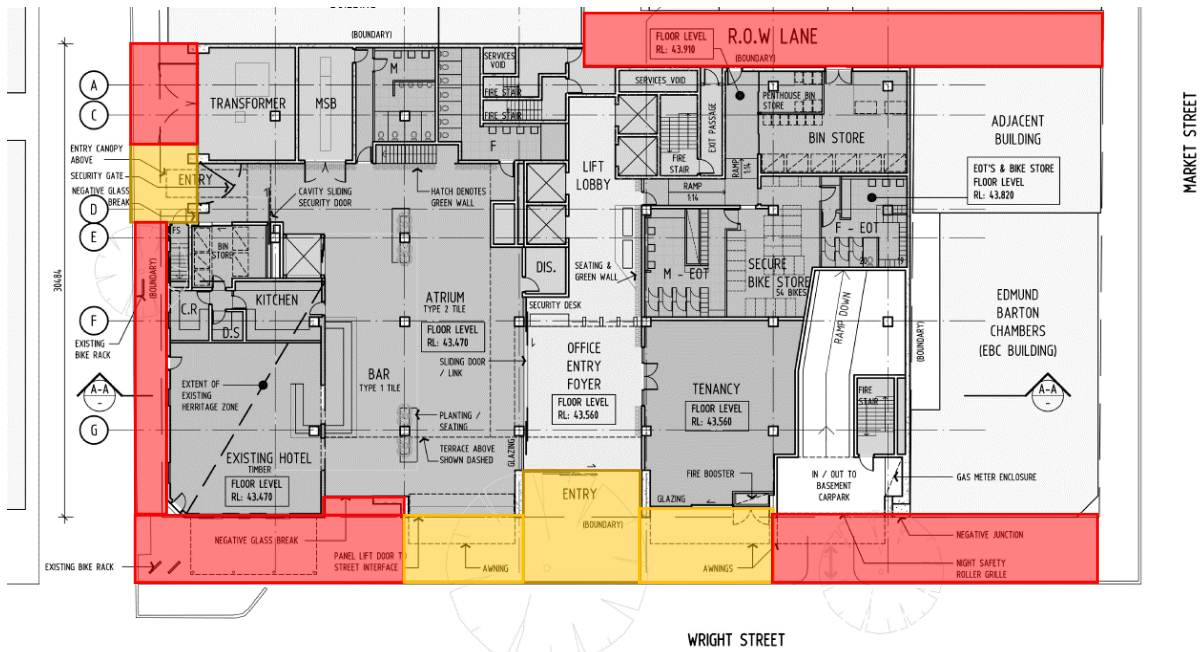 (BOUNDARY)
FLOOR LEVEL
RL: 43.910
R.O.W LANE
(BOUNDARY)
A
C
D
E
F
G
30484
TRANSFORMER
MSB
M
SERVICES
VOID
FIRE STAIR
FIRE STAIR
F
SERVICES VOID
EXIT PASSAGE
PENTHOUSE BIN
STORE
BIN STORE
ADJACENT
BUILDING
MARKET STREET
EOT'S & BIKE STORE
FLOOR LEVEL
RL: 43.820
ENTRY CANOPY
ABOVE
SECURITY GATE
NEGATIVE GLASS
BREAK
ENTRY
CAVITY SLIDING
SECURITY DOOR
HATCH DENOTES
GREEN WALL
LIFT
LOBBY
FIRE
STAIR
RAMP
1:14
RAMP
1:14
FS
BIN
STORE
C.R
D.S
KITCHEN
(BOUNDARY)
EXISTING
BIKE RACK
ATRIUM
TYPE 2 TILE
FLOOR LEVEL
RL: 43.470
DIS.
SECURITY DESK
SEATING &
GREEN WALL
M - EOT
F - EOT
20
19
SECURE
BIKE STORE
54 BIKES
RAMP DOWN
(BOUNDARY)
EDMUND
BARTON
CHAMBERS
(EBC BUILDING)
SLIDING DOOR
/ LINK
OFFICE
ENTRY
FOYER
FLOOR LEVEL
RL: 43.560
TENANCY
FLOOR LEVEL
RL: 43.560
BAR
TYPE 1 TILE
EXTENT OF
EXISTING
HERRITAGE ZONE
A-A
-
A-A
-
PLANTING /
SEATING
TERRACE ABOVE
SHOWN DASHED
GLAZING
FIRE
STAIR
EXISTING HOTEL
TIMBER
FLOOR LEVEL
RL: 43.470
ENTRY
(BOUNDARY)
FIRE BOOSTER
GLAZING
IN / OUT TO
BASEMENT
CARPARK
GAS METER ENCLOSURE
NEGATIVE GLASS BREAK
PANEL LIFT DOOR TO
STREET INTERFACE
AWNING
AWNINGS
NEGATIVE JUNCTION
NIGHT SAFETY
ROLLER GRILLE
EXISTING BIKE RACK
WRIGHT STREET